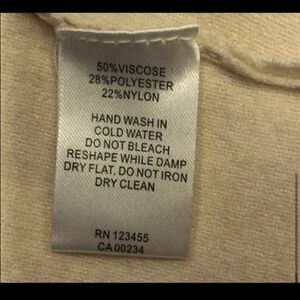 50%VISCOSE
28%POLYESTER
22%NYLON
HAND WASH IN
COLD WATER
DO NOT BLEACH
RESHAPE WHILE DAMP
DRY FLAT, DO NOT IRON
DRY CLEAN
RN 123455
CA 00234